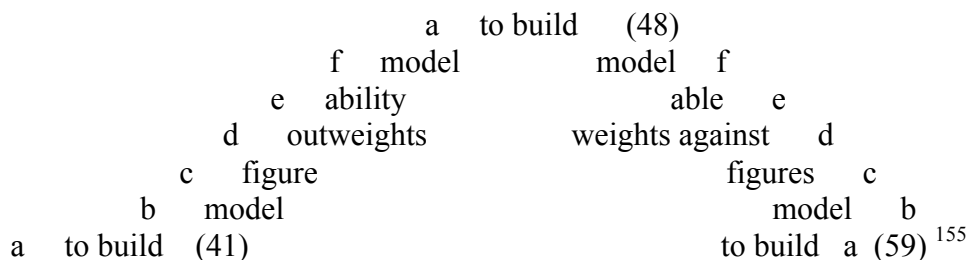 a to build (48)
f model model f
e ability able e
d outweights weights against d
c figure figures c
b model model b
a to build (41) to build a (59) 155